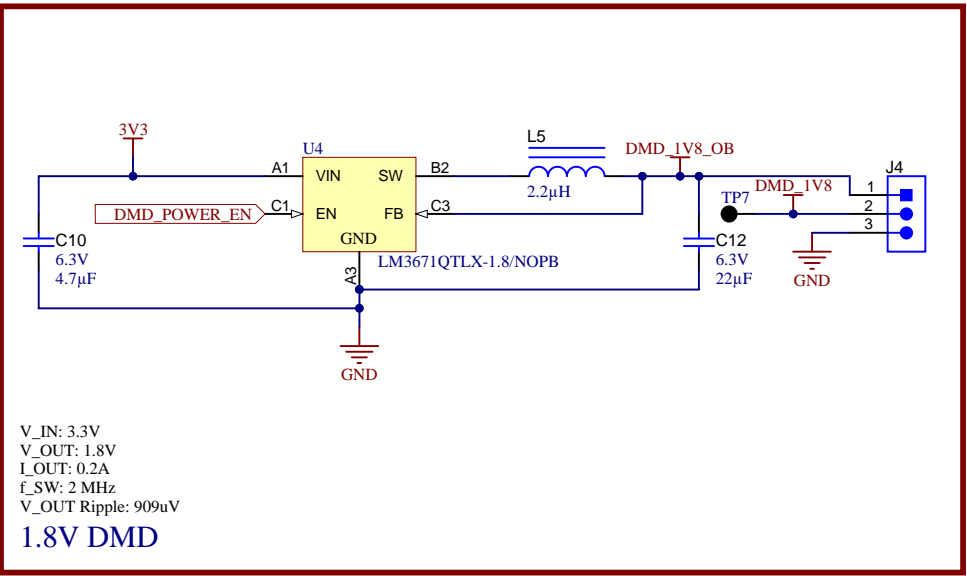 3V3
U4
A1
VIN
SW
B2
L5
2.2µH
DMD_1V8_OB
J4
DMD_POWER_EN
C1
EN
FB
C3
TP7
DMD_1V8
1
2
3
GND
C10
6.3V
4.7µF
LM3671QTLX-1.8/NOPB
A3
C12
6.3V
22µF
GND
GND
V_IN: 3.3V
V_OUT: 1.8V
I_OUT: 0.2A
f_SW: 2 MHz
V_OUT Ripple: 909uV
1.8V DMD